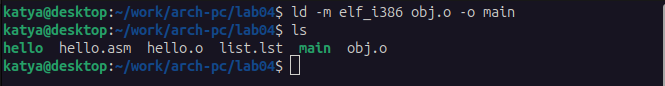 katya@desktop:~/work/arch-pc/lab04$ ld -m elf_i386 obj.o -o main
katya@desktop:~/work/arch-pc/lab04$ ls
hello  hello.asm  hello.o  list.lst  main  obj.o
katya@desktop:~/work/arch-pc/lab04$